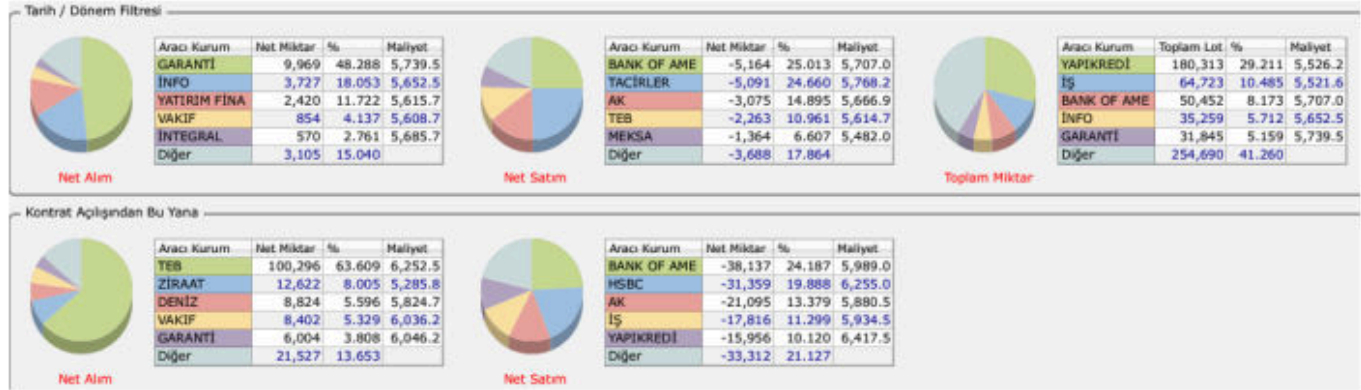 Tarih / Dönem Filtresi
Aracı Kurum Net Miktar % Maliyet
GARANTİ 9,969 48.288 5,739.5
İNFO 3,727 18.053 5,652.5
YATIRIM FİNA 2,420 11.722 5,615.7
VAKIF 854 4.137 5,608.7
İNTEGRAL 570 2.761 5,685.7
Diğer 3,105 15.040
Net Alım
Aracı Kurum Net Miktar % Maliyet
BANK OF AME -5,164 25.013 5,707.0
TACİRLER -5,091 24.660 5,768.2
AK -3,075 14.895 5,666.9
TEB -2,263 10.961 5,614.7
MEKSA -1,364 6.607 5,482.0
Diğer -3,688 17.864
Net Satım
Aracı Kurum Toplam Lot % Maliyet
YAPIKREDİ 180,313 29.211 5,526.2
İŞ 64,723 10.485 5,521.6
BANK OF AME 50,452 8.173 5,707.0
İNFO 35,259 5.712 5,652.5
GARANTİ 31,845 5.159 5,739.5
Diğer 254,690 41.260
Toplam Miktar
Kontrat Açılışından Bu Yana
Aracı Kurum Net Miktar % Maliyet
TEB 100,296 63.609 6,252.5
ZİRAAT 12,622 8.005 5,285.8
DENİZ 8,824 5.596 5,824.7
VAKIF 8,402 5.329 6,036.2
GARANTİ 6,004 3.808 6,046.2
Diğer 21,527 13.653
Net Alım
Aracı Kurum Net Miktar % Maliyet
BANK OF AME -38,137 24.187 5,989.0
HSBC -31,359 19.888 6,255.0
AK -21,095 13.379 5,880.5
İŞ -17,816 11.299 5,934.5
YAPIKREDİ -15,956 10.120 6,417.5
Diğer -33,312 21.127
Net Satım